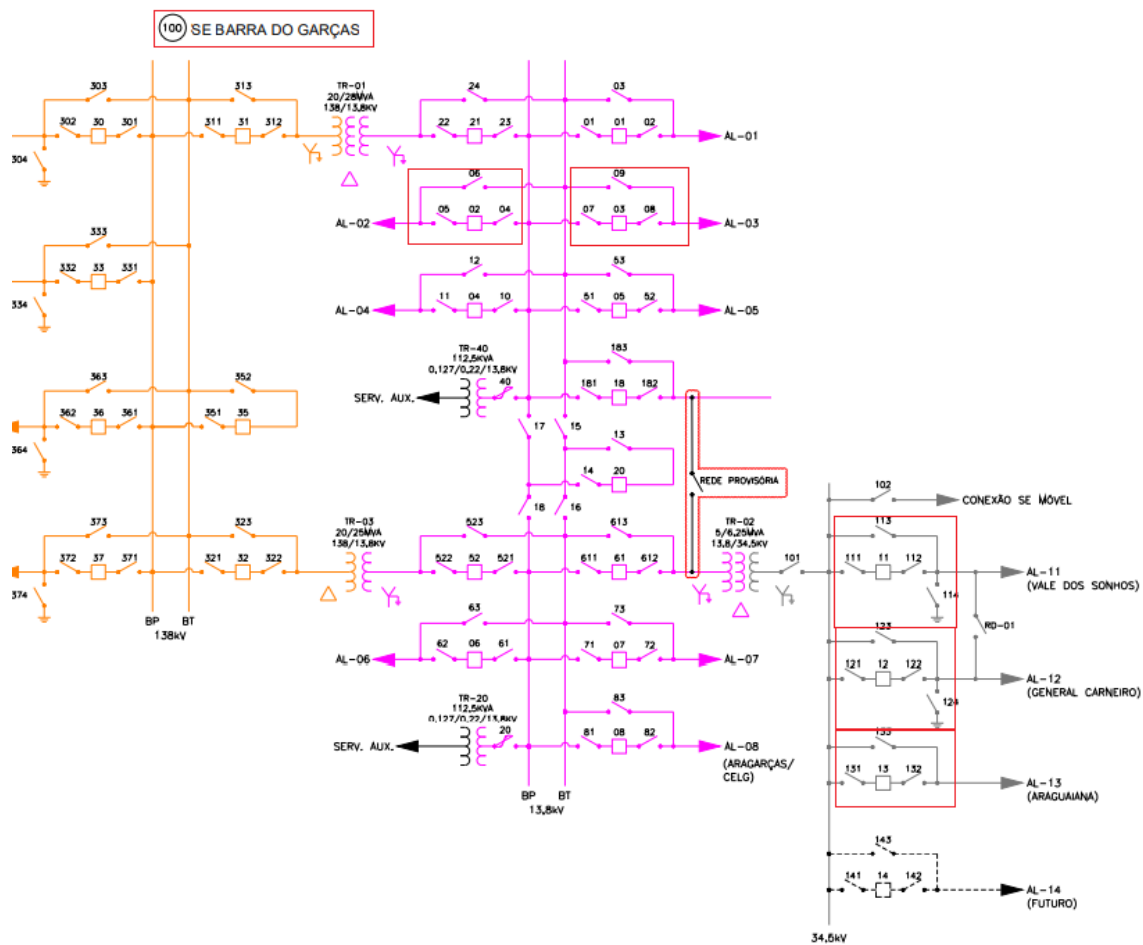 100 SE BARRA DO GARÇAS
303
313
TR-01
20/28MVA
138/13,8KV
24
03
302 30 301
311 31 312
22 21 23
01 01 02
AL-01
304
06
09
AL-02
05 02 04
07 03 08
AL-03
333
332 33 331
12
53
334
AL-04
11 04 10
51 05 52
AL-05
TR-40
112,5KVA
0,127/0,22/13,8KV
183
363
352
SERV. AUX.
40
181 18 182
362 36 361
351 35
17
15
13
364
14 20
REDE PROVISÓRIA
18
16
102
CONEXÃO SE MÓVEL
373
323
TR-03
20/25MVA
138/13,8KV
523
613
TR-02
5/6,25MVA
13,8/34,5KV
113
372 37 371
321 32 322
522 52 521
611 61 612
101
111 11 112
AL-11
(VALE DOS SONHOS)
374
114
BP BT
138kV
63
73
RD-01
123
AL-06
62 06 61
71 07 72
AL-07
121 12 122
AL-12
(GENERAL CARNEIRO)
124
TR-20
112,5KVA
0,127/0,22/13,8KV
83
SERV. AUX.
20
81 08 82
AL-08
(ARAGARÇAS/
CELG)
133
131 13 132
AL-13
(ARAGUAIANA)
BP BT
13,8kV
143
141 14 142
AL-14
(FUTURO)
34,5kV